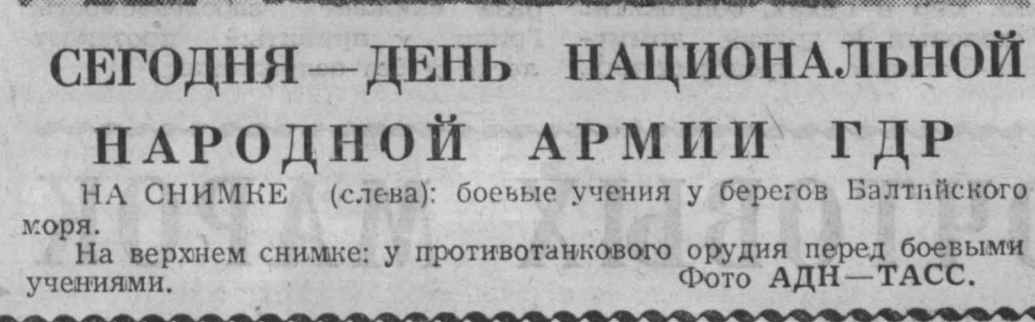 СЕГОДНЯ—ДЕНЬ НАЦИОНАЛЬНОЙ
НАРОДНОЙ АРМИИ ГДР
НА СНИМКЕ (слева): боевые учения у берегов Балтийского
моря.
На верхнем снимке: у противотанкового орудия перед боевыми
учениями. Фото АДН—ТАСС.